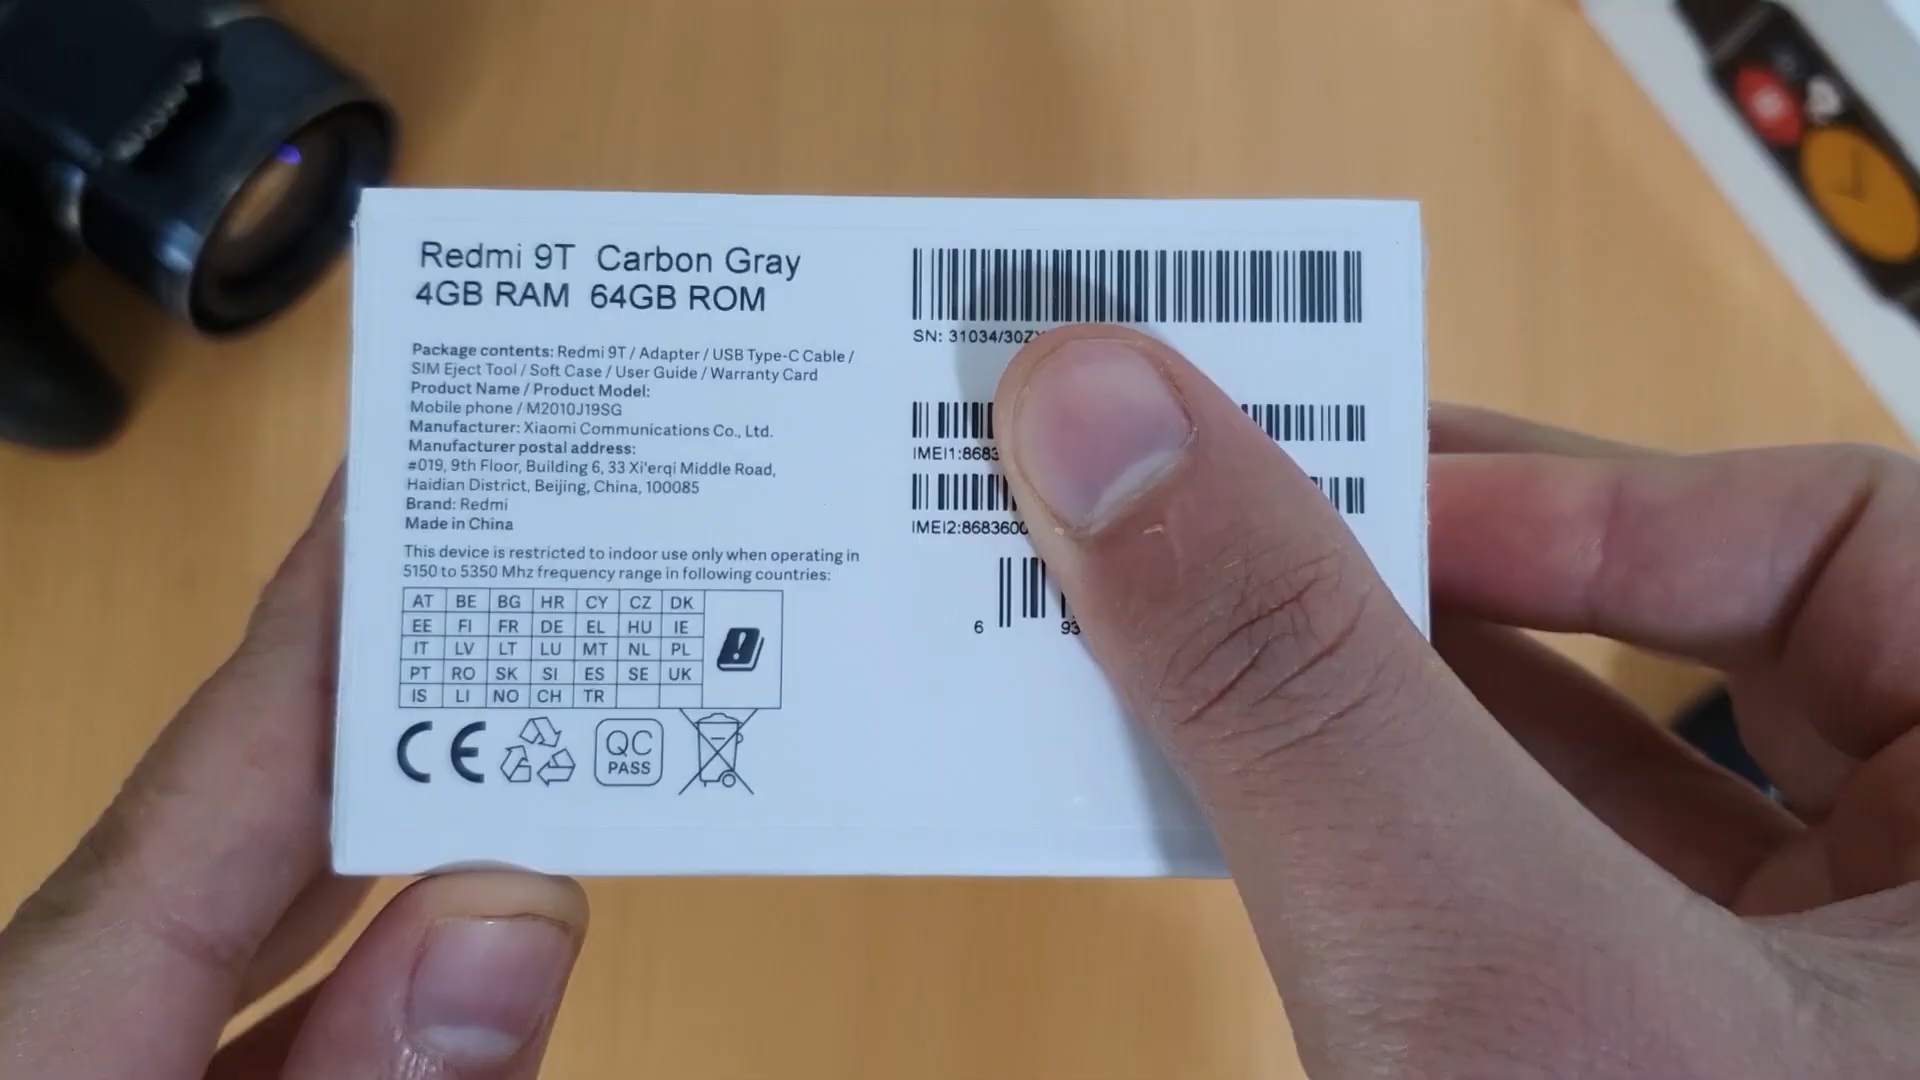 Redmi 9T Carbon Gray
4GB RAM 64GB ROM
Package contents: Redmi 9T / Adapter / USB Type-C Cable /
SIM Eject Tool / Soft Case / User Guide / Warranty Card
Product Name / Product Model:
Mobile phone / M2010J19SG
Manufacturer: Xiaomi Communications Co., Ltd.
Manufacturer postal address:
#019, 9th Floor, Building 6, 33 Xi'erqi Middle Road,
Haidian District, Beijing, China, 100085
Brand: Redmi
Made in China
This device is restricted to indoor use only when operating in
5150 to 5350 Mhz frequency range in following countries:
AT BE BG HR CY CZ DK
EE FI FR DE EL HU IE
IT LV LT LU MT NL PL
PT RO SK SI ES SE UK
IS LI NO CH TR
CE
QC
PASS
SN: 31034/30Z
IMEI1:8683
IMEI2:8683600
6 93